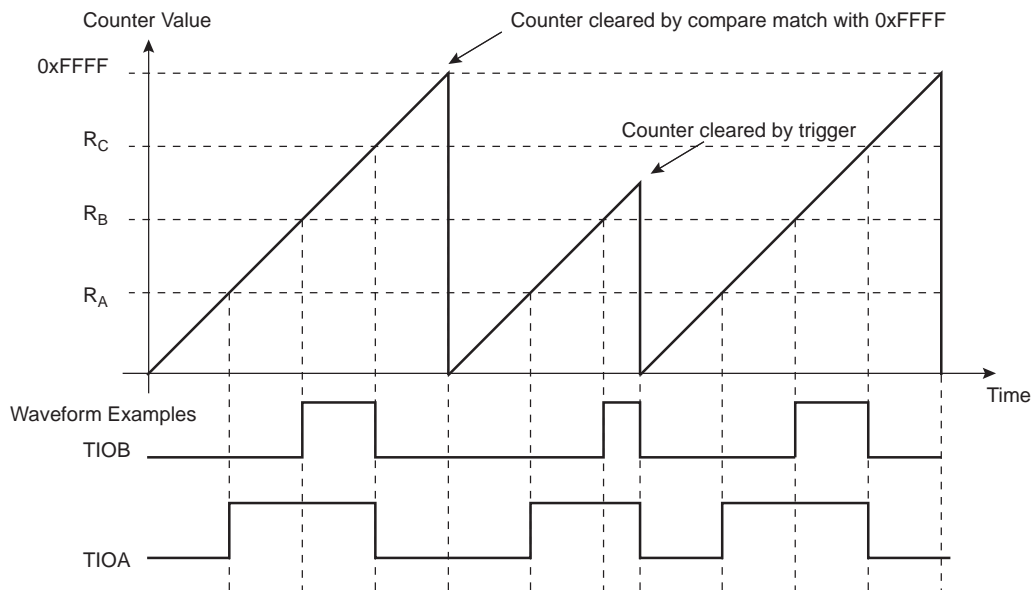 Counter Value
Counter cleared by compare match with 0xFFFF
0xFFFF
Counter cleared by trigger
RC
RB
RA
Time
Waveform Examples
TIOB
TIOA